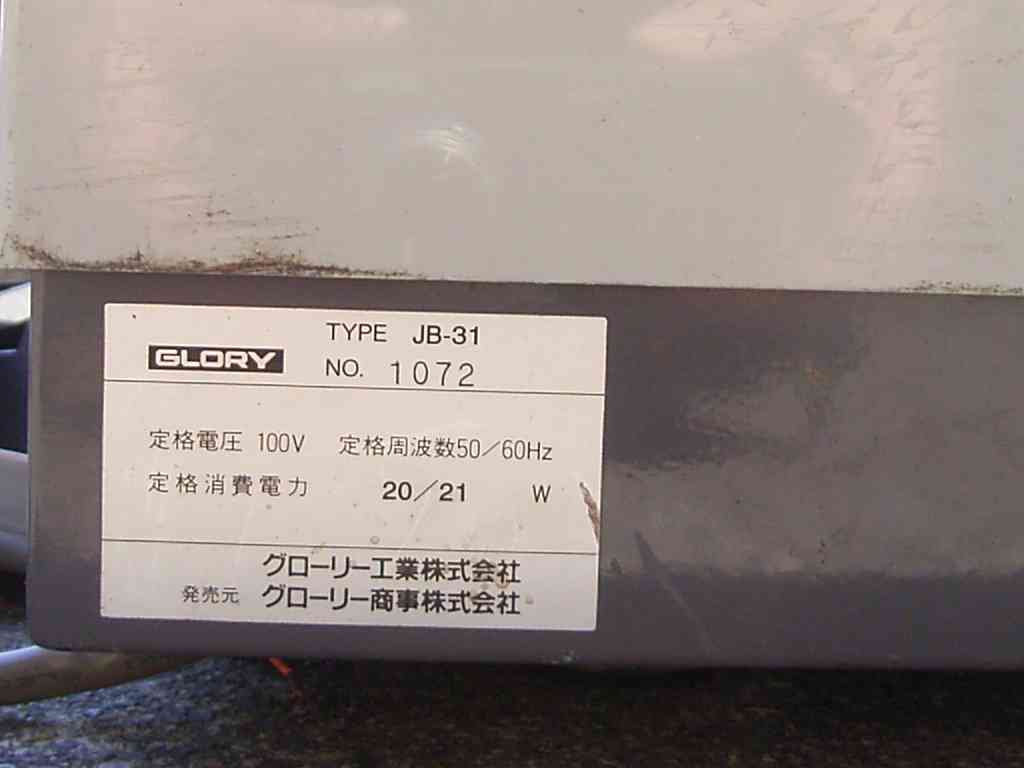 TYPE JB-31
GLORY
NO. 1072
定格電圧 100V 定格周波数50/60Hz
定格消費電力 20/21 W
グローリー工業株式会社
発売元 グローリー商事株式会社